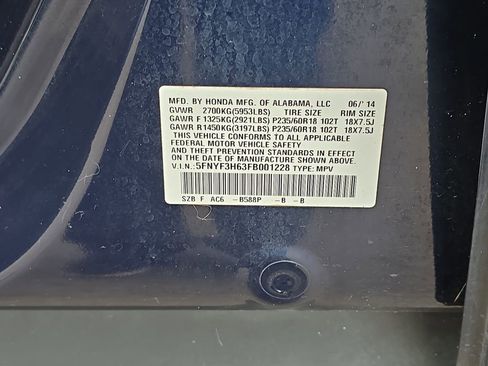 MFD. BY HONDA MFG. OF ALABAMA, LLC 06/'14
GVWR 2700KG(5953LBS) TIRE SIZE RIM SIZE
GAWR F 1325KG(2921LBS) P235/60R18 102T 18X7.5J
GAWR R 1450KG(3197LBS) P235/60R18 102T 18X7.5J
THIS VEHICLE CONFORMS TO ALL APPLICABLE
FEDERAL MOTOR VEHICLE SAFETY
AND THEFT PREVENTION STANDARDS IN EFFECT
ON THE DATE OF MANUFACTURE SHOWN ABOVE.
V.I.N.: 5FNYF3H63FB001228 TYPE: MPV
SZB F AC6 -B588P -B -B